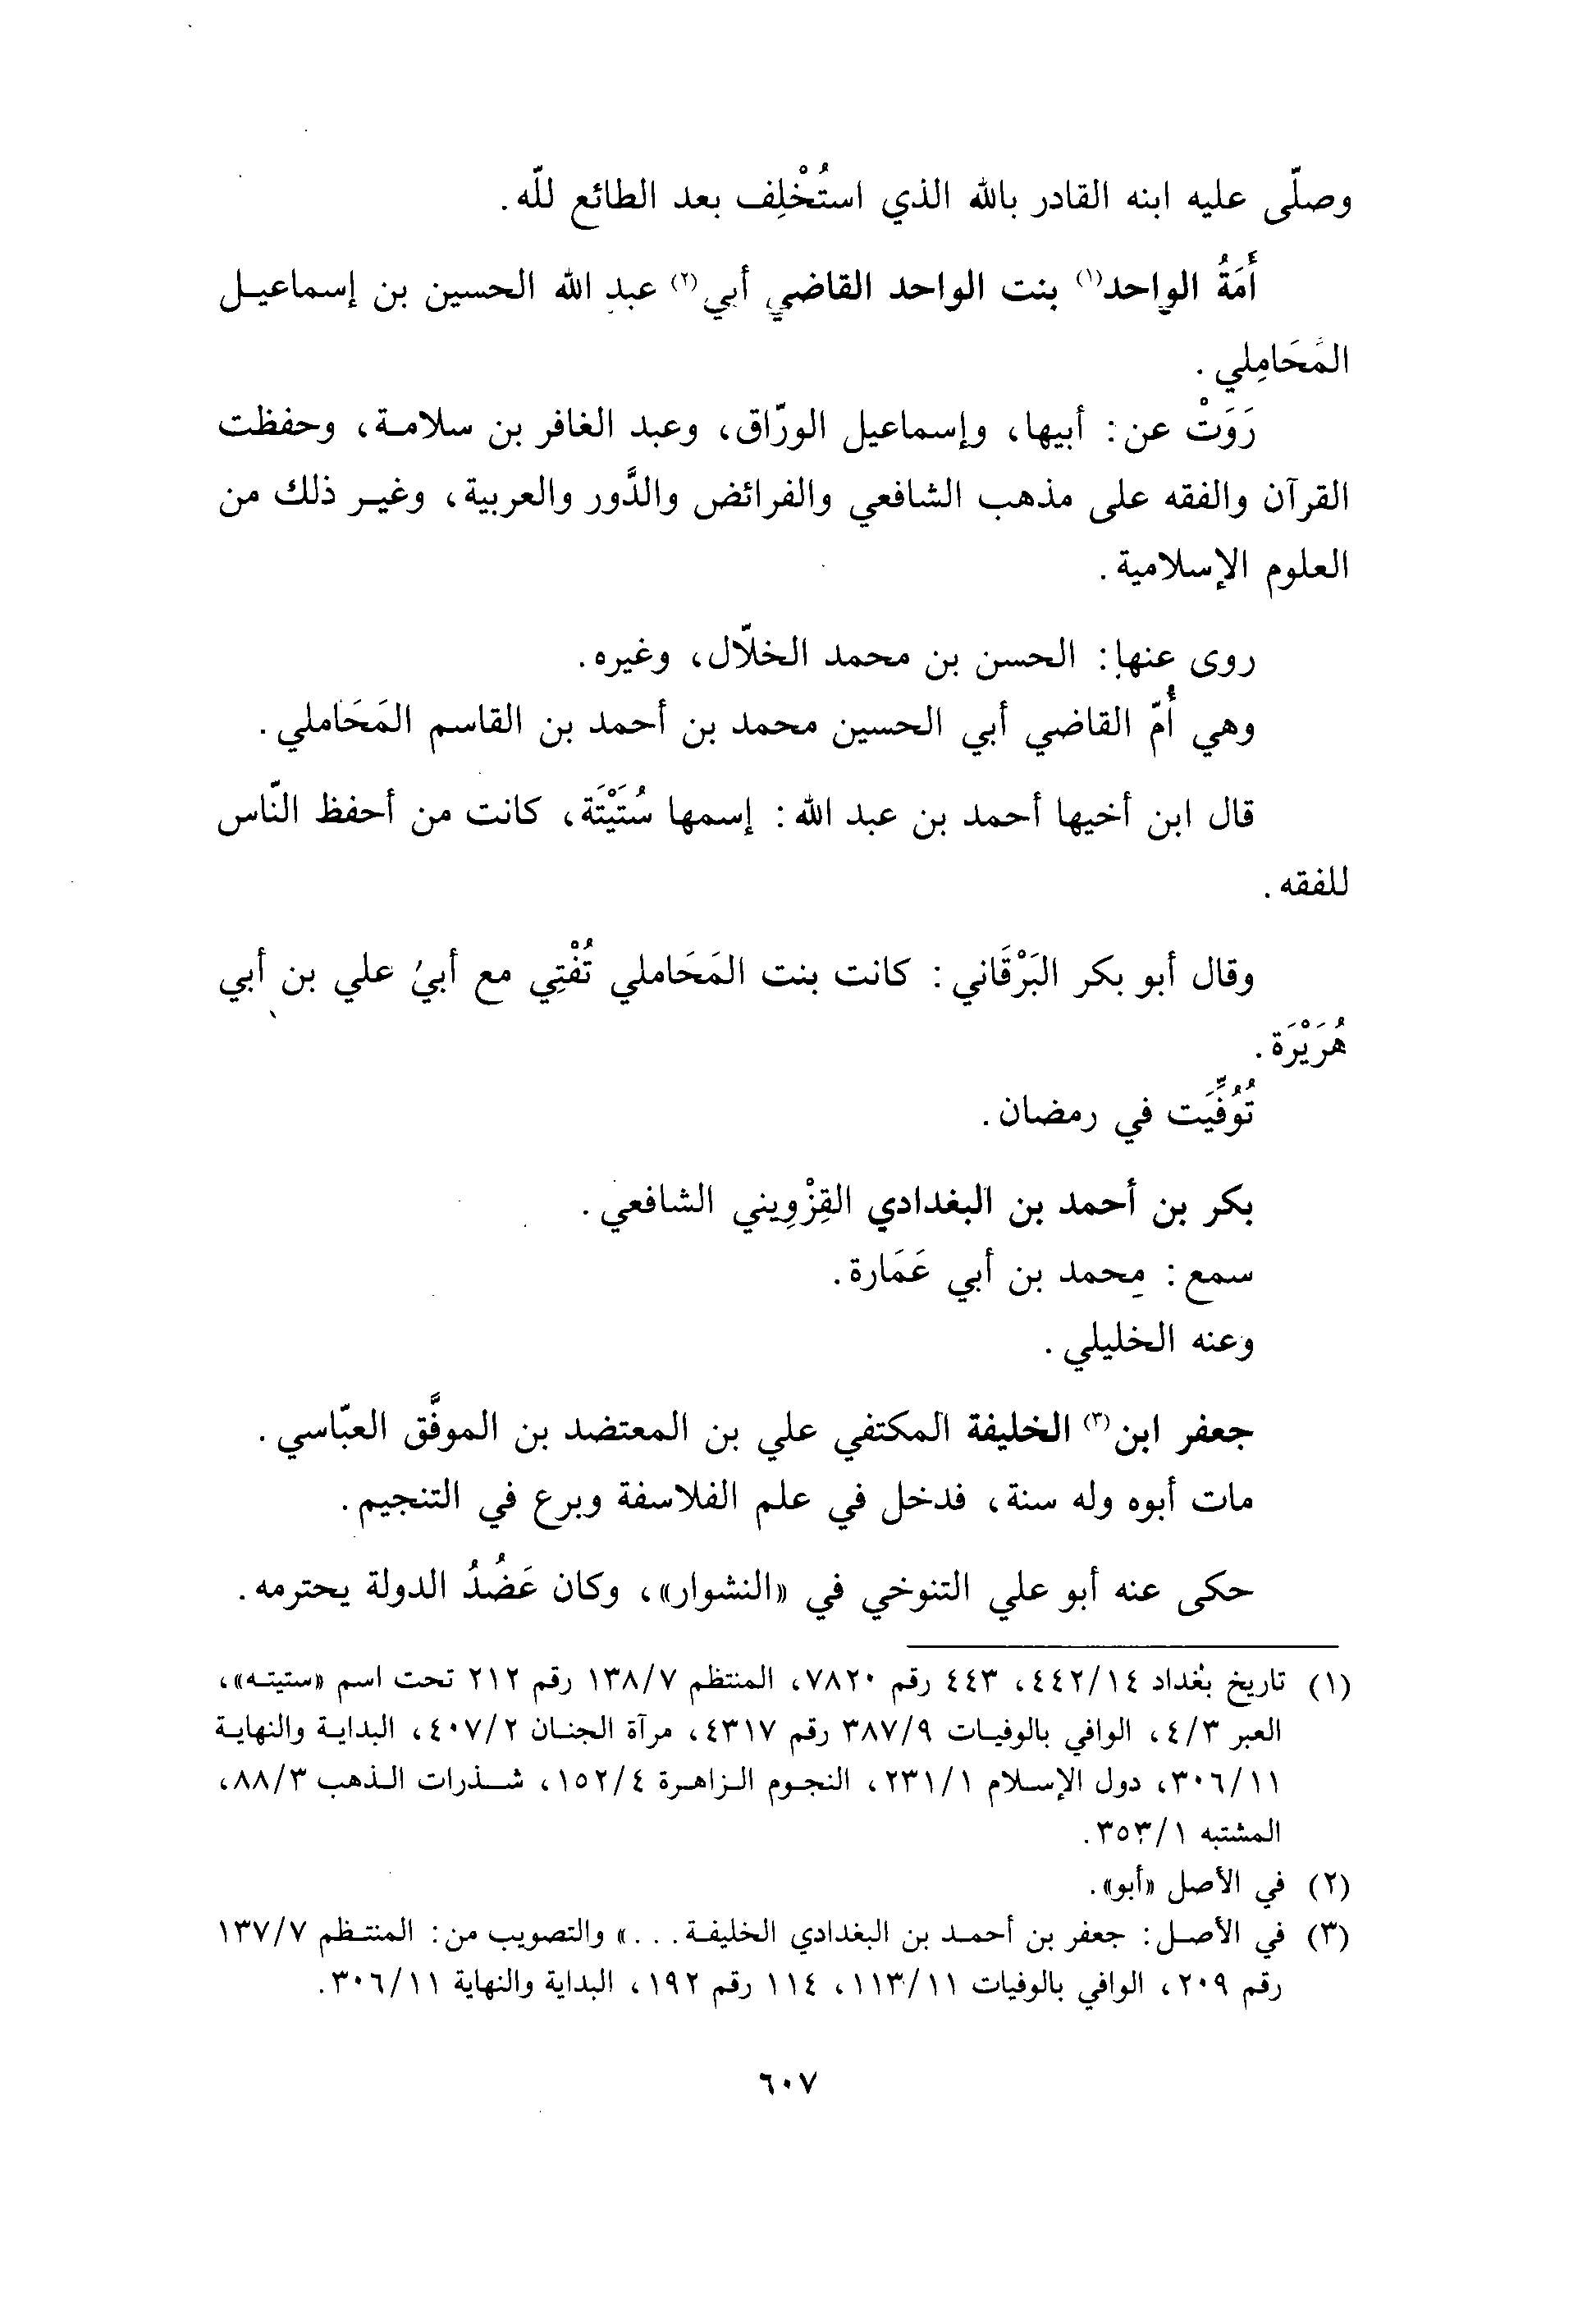 وصلّى عليه ابنه القادر بالله الذي استُخْلِف بعد الطائع للّه.
أَمَةُ الواحد(١) بنت الواحد القاضي أبي(٢) عبد الله الحسين بن إسماعيل
المَحَامِلي.
رَوَتْ عن: أبيها، وإسماعيل الورّاق، وعبد الغافر بن سلامة، وحفظت
القرآن والفقه على مذهب الشافعي والفرائض والدَّور والعربية، وغير ذلك من
العلوم الإسلامية.
روى عنها: الحسن بن محمد الخلّال، وغيره.
وهي أُمّ القاضي أبي الحسين محمد بن أحمد بن القاسم المَحَاملي.
قال ابن أخيها أحمد بن عبد الله: إسمها سُتَيْتَة، كانت من أحفظ النّاس
للفقه.
وقال أبو بكر البَرْقَاني: كانت بنت المَحَاملي تُفْتِي مع أبي علي بن أبي
هُرَيْرَة.
تُوُفِّيَت في رمضان.
بكر بن أحمد بن البغدادي القِزْوِيني الشافعي.
سمع: محمد بن أبي عَمَارة.
وعنه الخليلي.
جعفر ابن(٣) الخليفة المكتفي علي بن المعتضد بن الموفَّق العبّاسي.
مات أبوه وله سنة، فدخل في علم الفلاسفة وبرع في التنجيم.
حكى عنه أبو علي التنوخي في «النشوار»، وكان عَضُدُ الدولة يحترمه.
(١) تاريخ بغداد ١٤/ ٤٤٢، ٤٤٣ رقم ٧٨٢٠، المنتظم ٧/ ١٣٨ رقم ٢١٢ تحت اسم «ستيته»،
العبر ٣/ ٤، الوافي بالوفيات ٩/ ٣٨٧ رقم ٤٣١٧، مرآة الجنان ٢/ ٤٠٧، البداية والنهاية
١١/ ٣٠٦، دول الإسلام ١/ ٢٣١، النجوم الزاهرة ٤/ ١٥٢، شذرات الذهب ٣/ ٨٨،
المشتبه ١/ ٣٥٣.
(٢) في الأصل «أبو».
(٣) في الأصل: جعفر بن أحمد بن البغدادي الخليفة...» والتصويب من: المنتظم ٧/ ١٣٧
رقم ٢٠٩، الوافي بالوفيات ١١/ ١١٣، ١١٤ رقم ١٩٢، البداية والنهاية ١١/ ٣٠٦.
٦٠٧